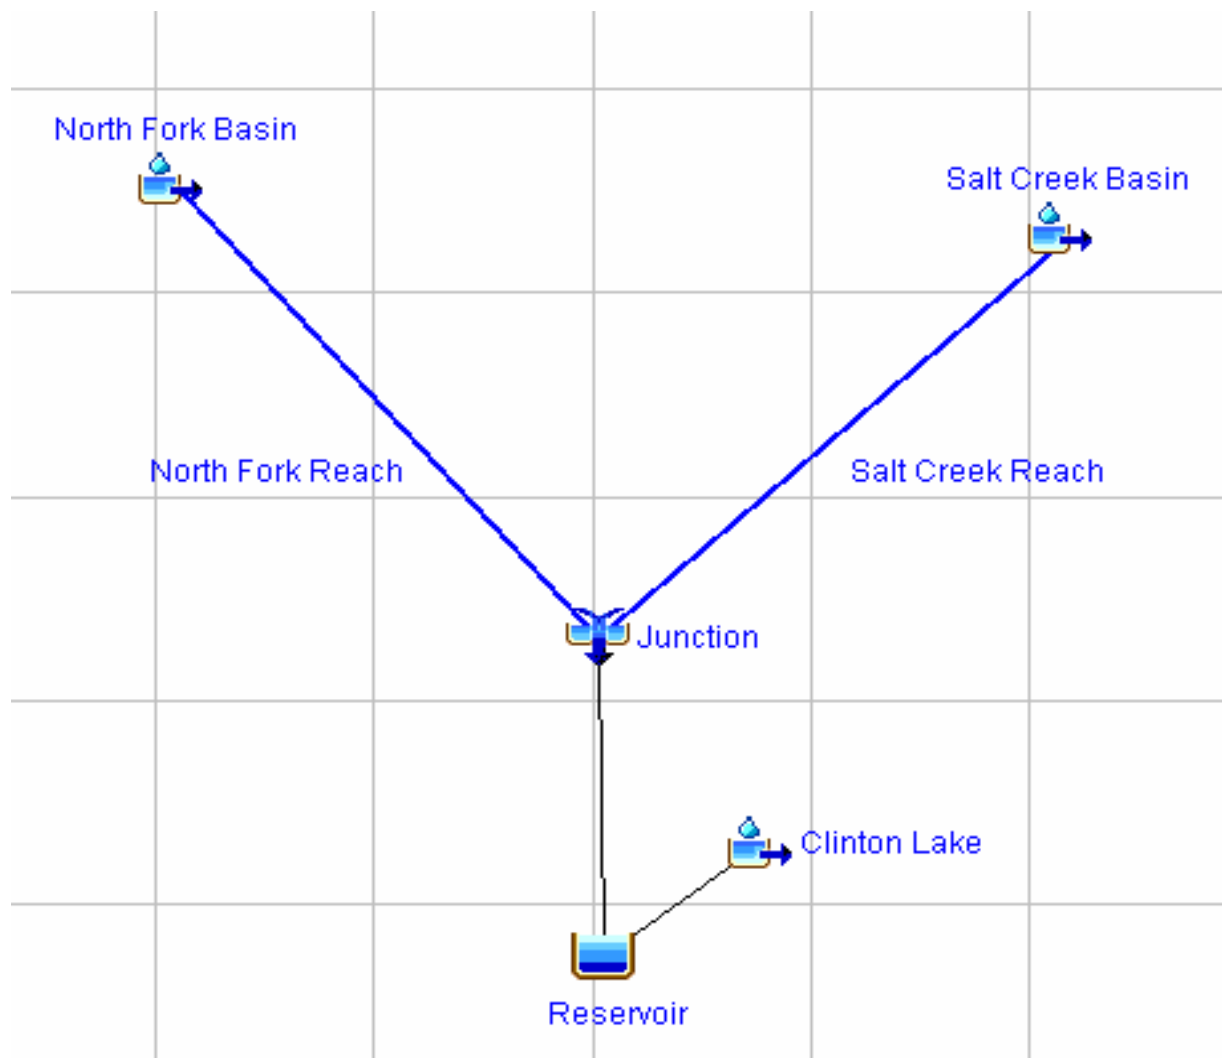 North Fork Basin
Salt Creek Basin
North Fork Reach
Salt Creek Reach
Junction
Clinton Lake
Reservoir